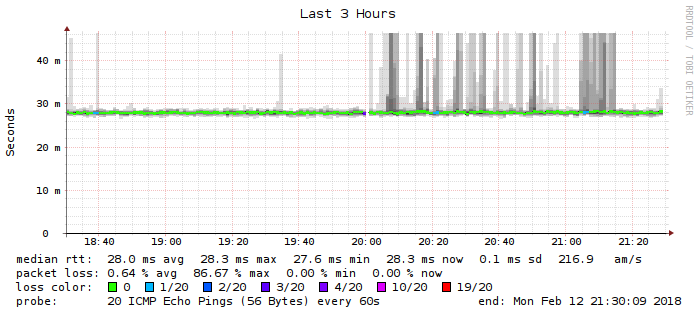 Last 3 Hours
RRDTOOL / TOBI OETIKER
Seconds
40 m
30 m
20 m
10 m
0
18:40 19:00 19:20 19:40 20:00 20:20 20:40 21:00 21:20
median rtt: 28.0 ms avg 28.3 ms max 27.6 ms min 28.3 ms now 0.1 ms sd 216.9 am/s
packet loss: 0.64 % avg 86.67 % max 0.00 % min 0.00 % now
loss color: 0 1/20 2/20 3/20 4/20 10/20 19/20
probe: 20 ICMP Echo Pings (56 Bytes) every 60s end: Mon Feb 12 21:30:09 2018